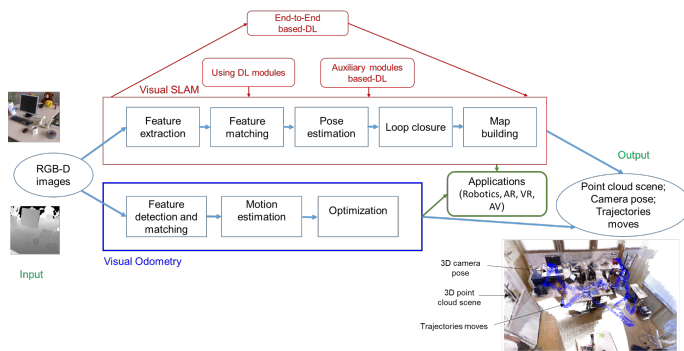 End-to-End
based-DL
Using DL modules
Auxiliary modules
based-DL
Visual SLAM
Feature
extraction
Feature
matching
Pose
estimation
Loop closure
Map
building
Output
RGB-D
images
Applications
(Robotics, AR, VR,
AV)
Point cloud scene;
Camera pose;
Trajectories
moves
Feature
detection and
matching
Motion
estimation
Optimization
Input
Visual Odometry
3D camera
pose
3D point
cloud scene
Trajectories moves